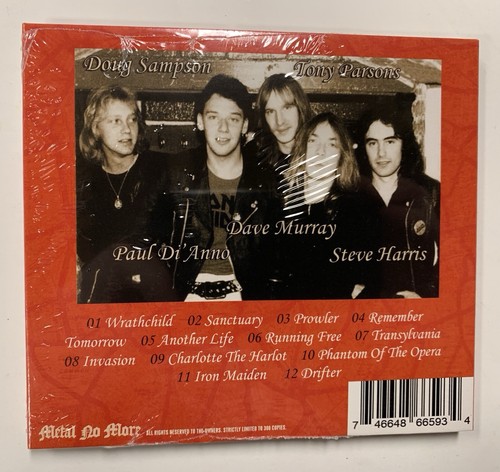 Doug Sampson
Tony Parsons
Dave Murray
Paul Di'Anno
Steve Harris
01 Wrathchild 02 Sanctuary 03 Prowler 04 Remember
Tomorrow 05 Another Life 06 Running Free 07 Transylvania
08 Invasion 09 Charlotte The Harlot 10 Phantom Of The Opera
11 Iron Maiden 12 Drifter
Metal No More ALL RIGHTS RESERVED TO THE OWNERS. STRICTLY LIMITED TO 300 COPIES.
7 46648 66593 4